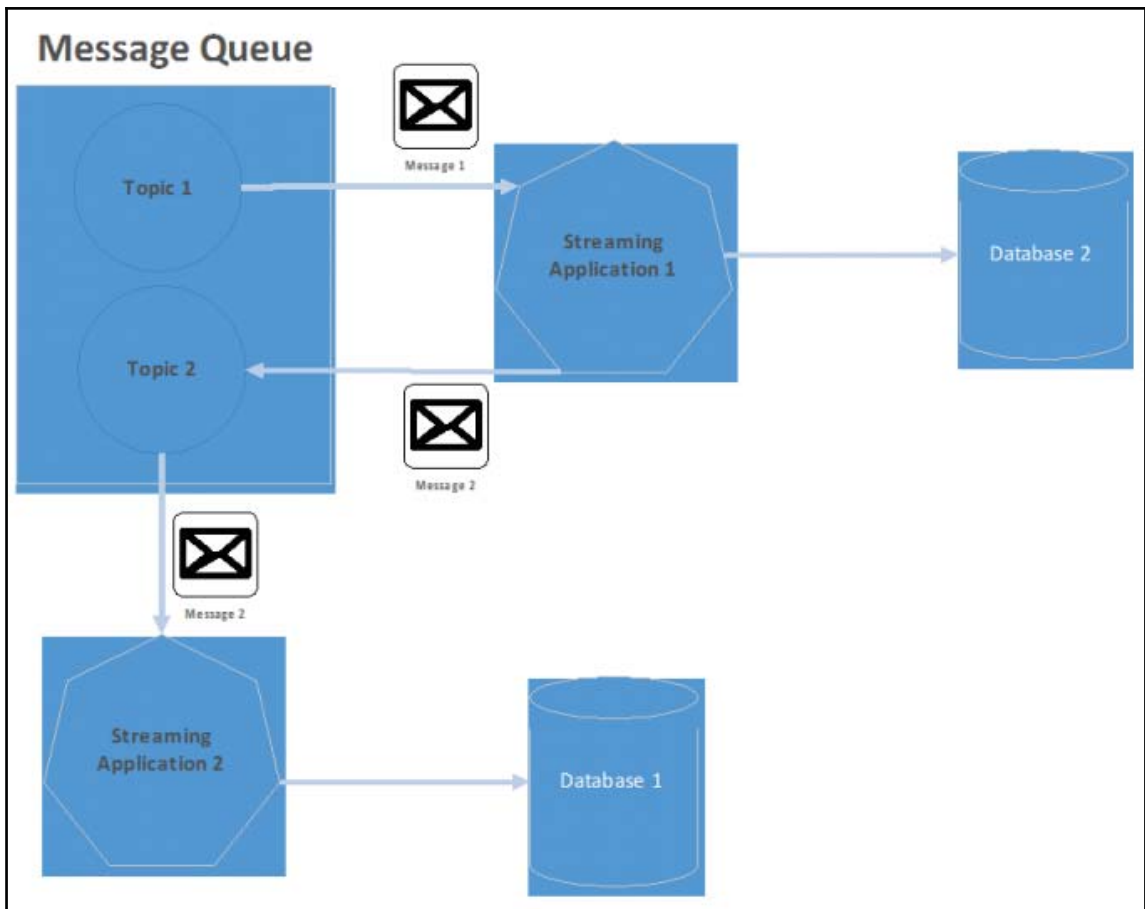 Message Queue
Message 1
Topic 1
Streaming
Application 1
Database 2
Topic 2
Message 2
Message 2
Streaming
Application 2
Database 1